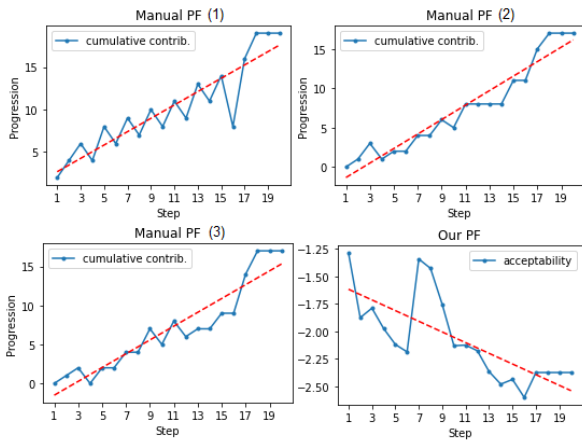 Manual PF (1)
cumulative contrib.
Progression
15
10
5
1 3 5 7 9 11 13 15 17 19
Step
Manual PF (2)
cumulative contrib.
Progression
15
10
5
0
1 3 5 7 9 11 13 15 17 19
Step
Manual PF (3)
cumulative contrib.
Progression
15
10
5
0
1 3 5 7 9 11 13 15 17 19
Step
Our PF
acceptability
−1.25
−1.50
−1.75
−2.00
−2.25
−2.50
1 3 5 7 9 11 13 15 17 19
Step